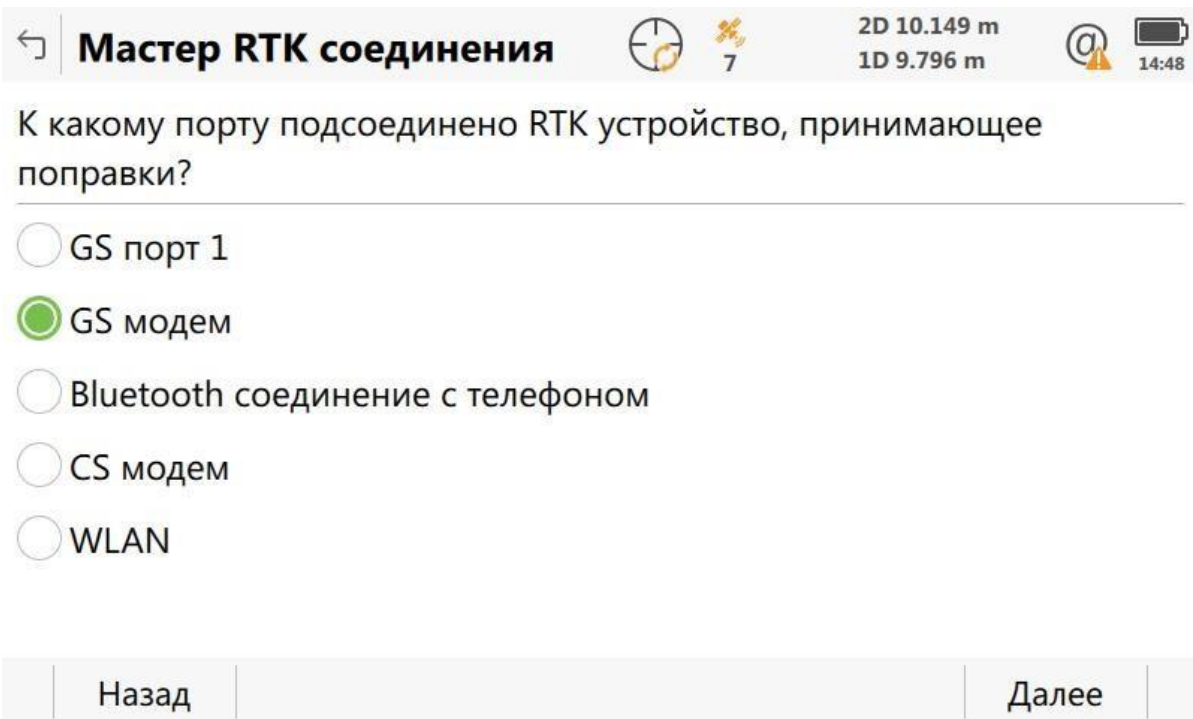 Мастер RTK соединения
7
2D 10.149 m
1D 9.796 m
@
14:48
К какому порту подсоединено RTK устройство, принимающее
поправки?
GS порт 1
GS модем
Bluetooth соединение с телефоном
CS модем
WLAN
Назад
Далее